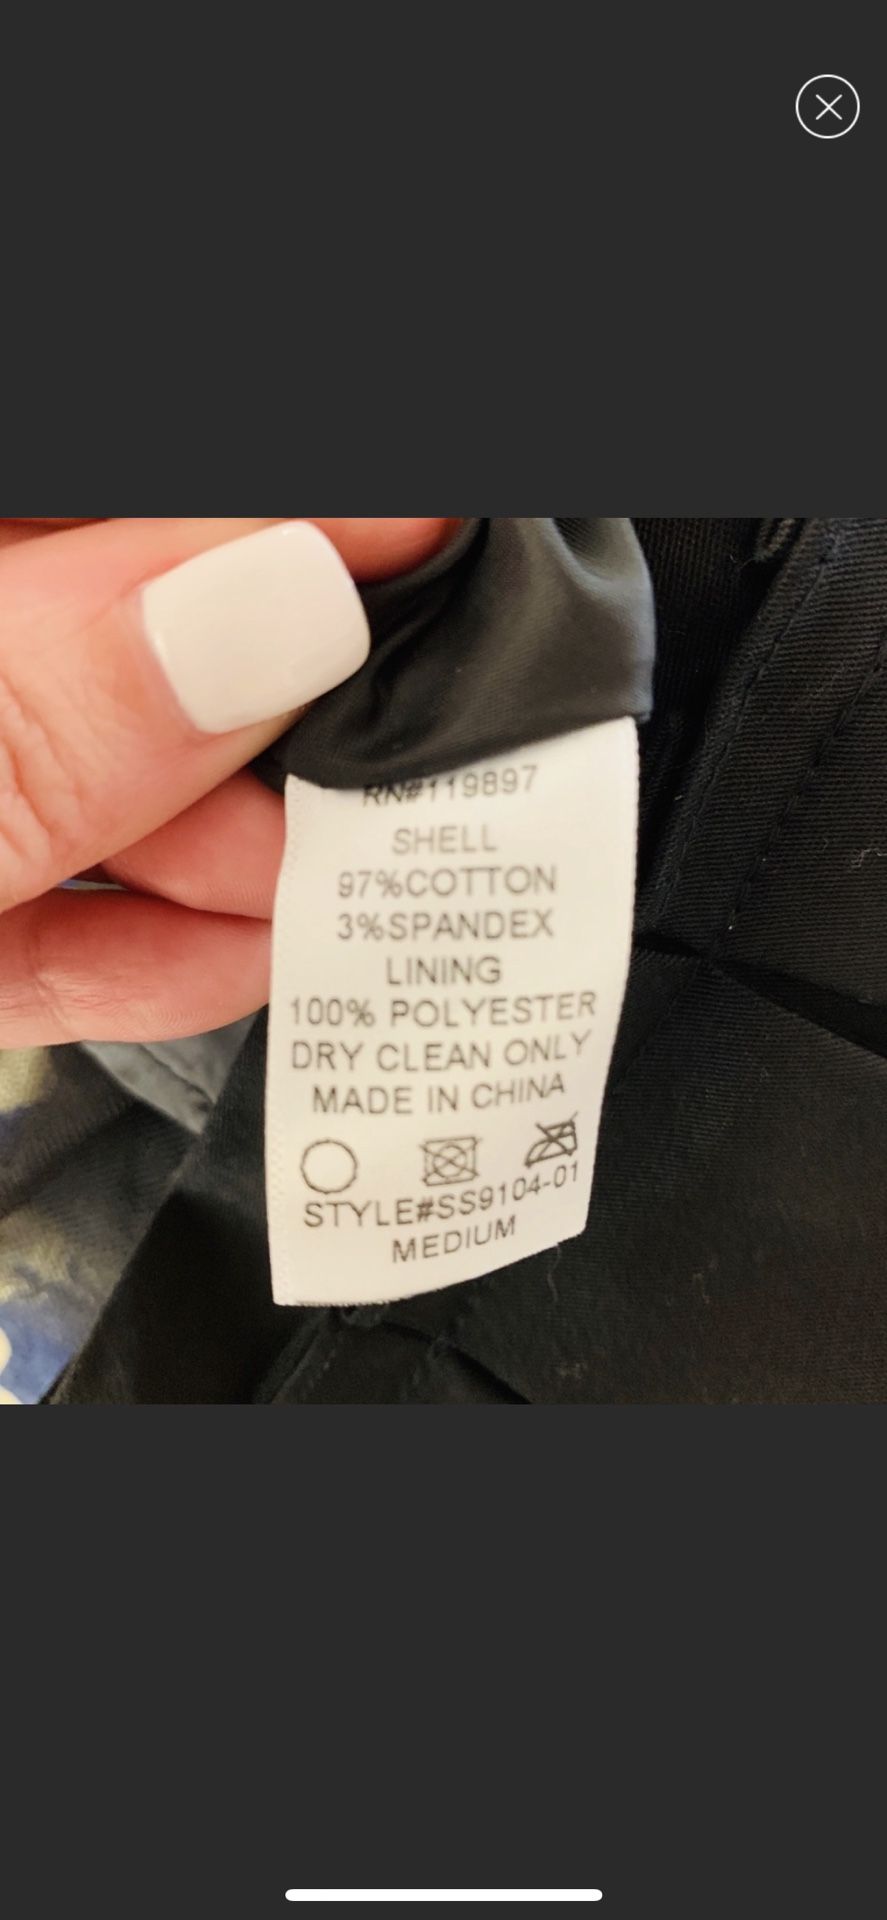 RN#119897
SHELL
97%COTTON
3%SPANDEX
LINING
100% POLYESTER
DRY CLEAN ONLY
MADE IN CHINA
STYLE#SS9104-01
MEDIUM